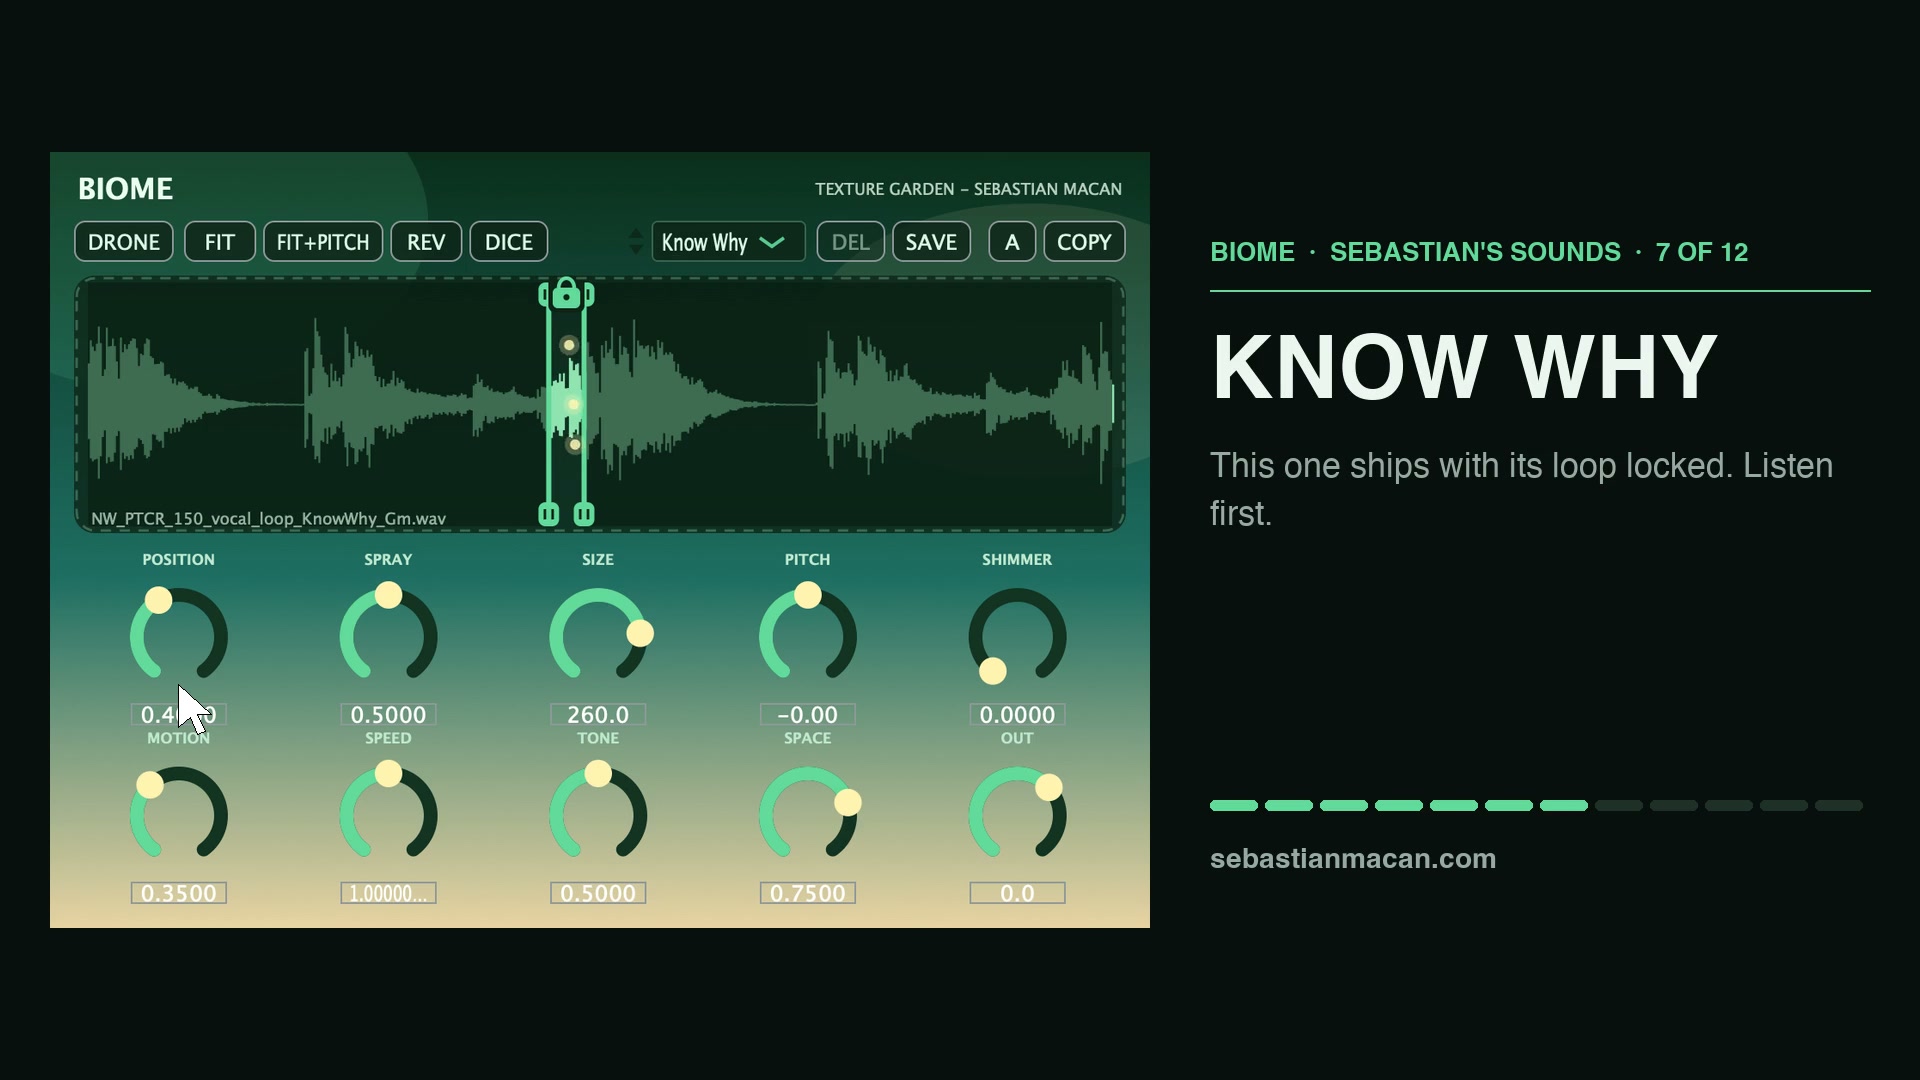 BIOME
TEXTURE GARDEN – SEBASTIAN MACAN
DRONE FIT FIT+PITCH REV DICE Know Why DEL SAVE A COPY
NW_PTCR_150_vocal_loop_KnowWhy_Gm.wav
POSITION SPRAY SIZE PITCH SHIMMER
0.5000 260.0 −0.00 0.0000
MOTION SPEED TONE SPACE OUT
0.3500 1.00000... 0.5000 0.7500 0.0
BIOME · SEBASTIAN'S SOUNDS · 7 OF 12
KNOW WHY
This one ships with its loop locked. Listen
first.
sebastianmacan.com